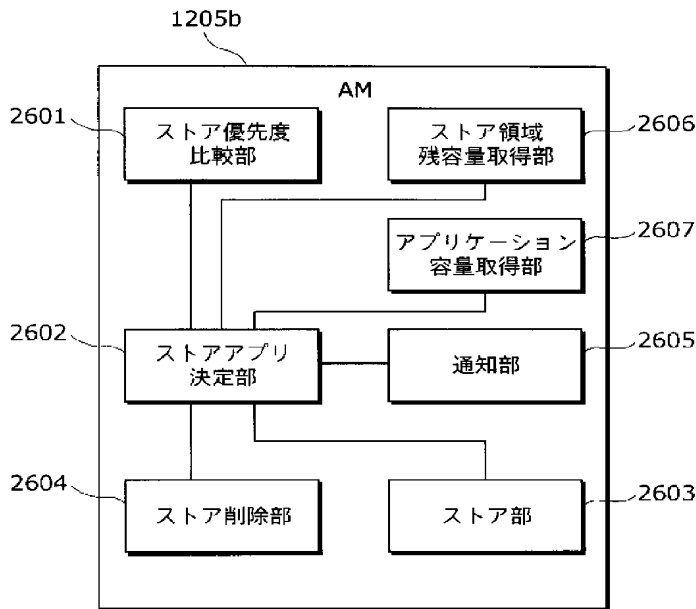 1205b
AM
2601
ストア優先度
比較部
ストア領域
残容量取得部
2606
アプリケーション
容量取得部
2607
2602
ストアアプリ
決定部
通知部
2605
2604
ストア削除部
ストア部
2603